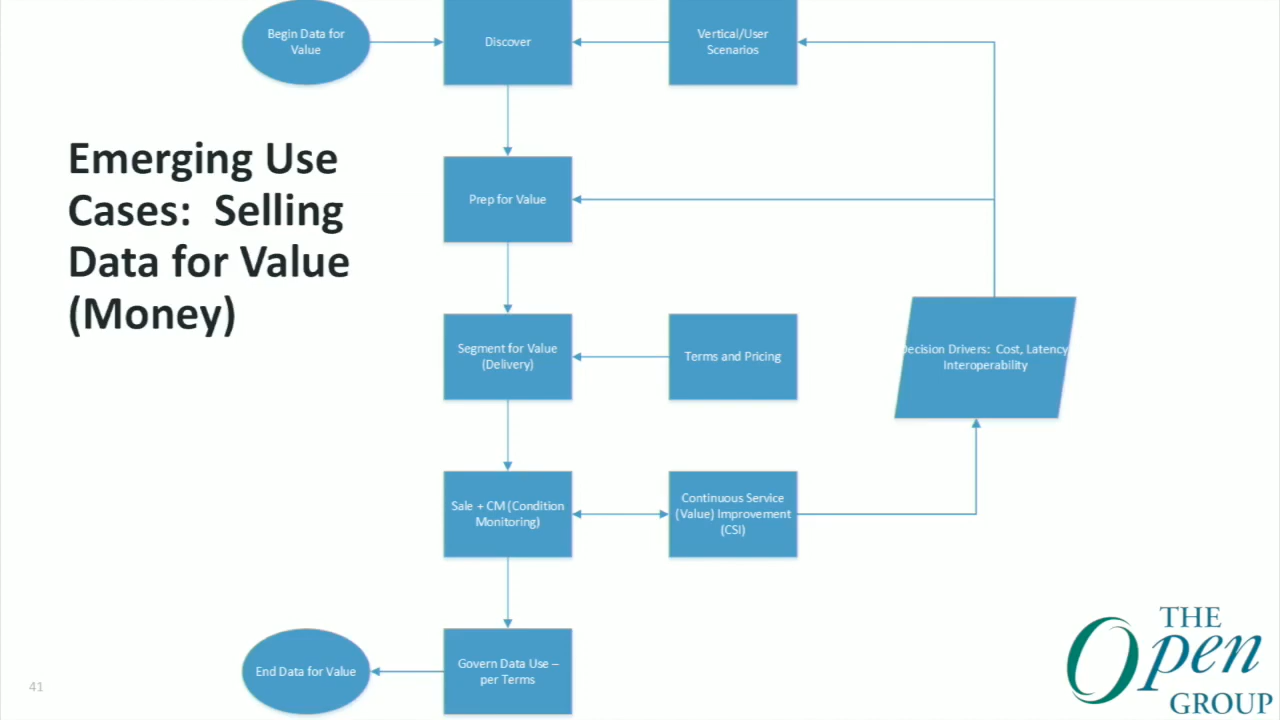 Begin Data for
Value
Discover
Vertical/User
Scenarios
Emerging Use
Cases:  Selling
Data for Value
(Money)
Prep for Value
Segment for Value
(Delivery)
Terms and Pricing
Decision Drivers:  Cost, Latency
Interoperability
Sale + CM (Condition
Monitoring)
Continuous Service
(Value) Improvement
(CSI)
End Data for Value
Govern Data Use –
per Terms
41
THE
Open
GROUP